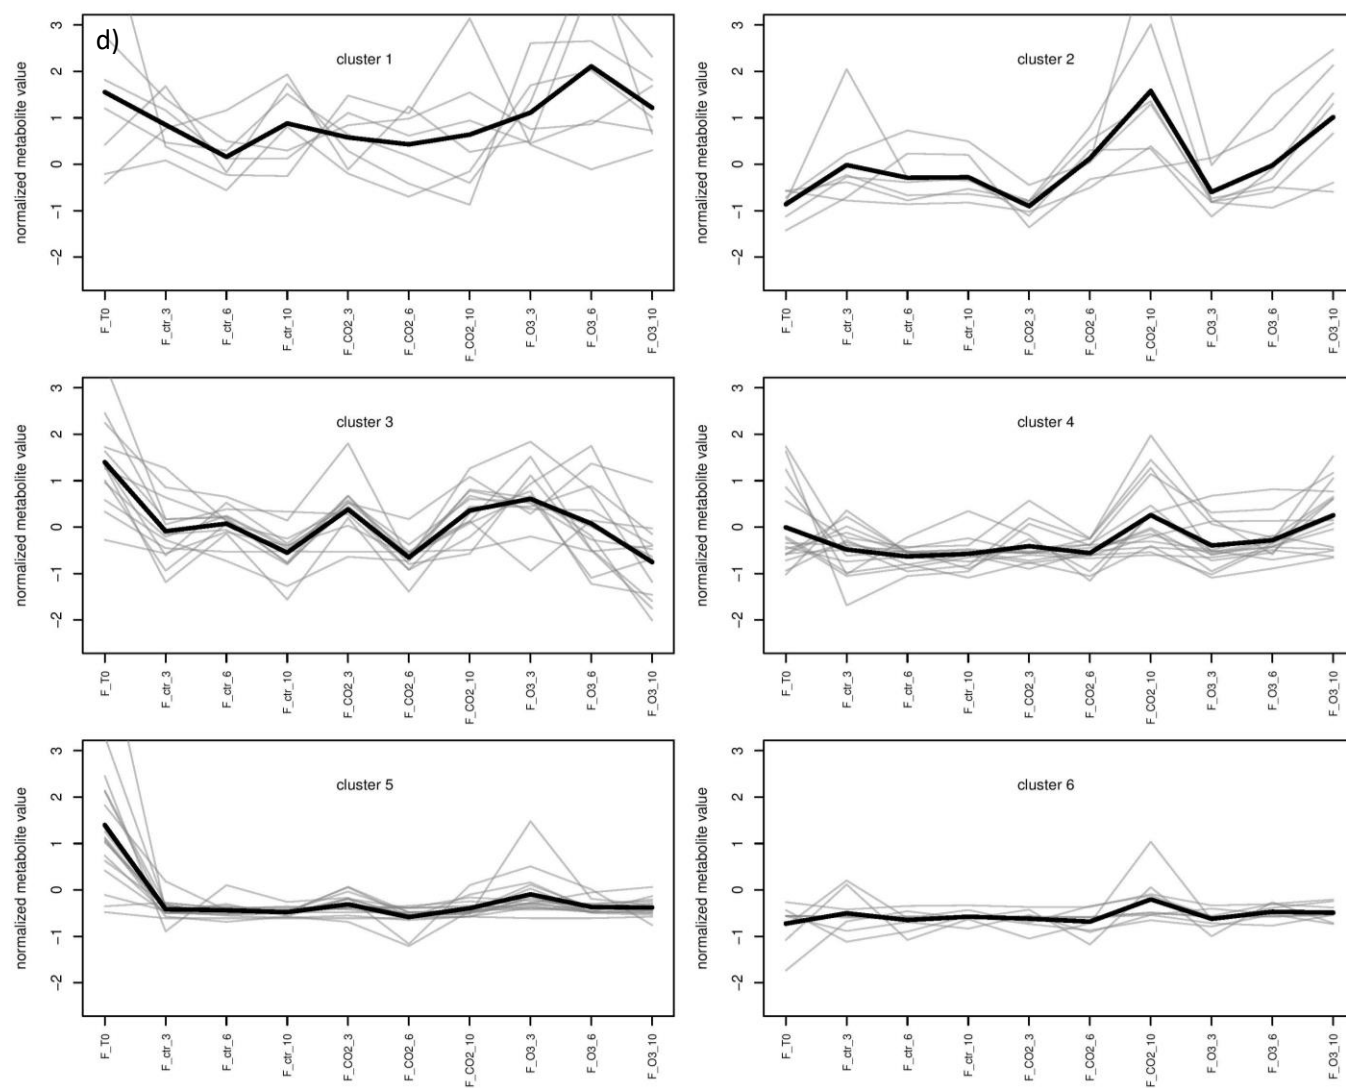 d)
cluster 1
normalized metabolite value
3
2
1
0
−1
−2
F_T0
F_ctr_3
F_ctr_6
F_ctr_10
F_CO2_3
F_CO2_6
F_CO2_10
F_O3_3
F_O3_6
F_O3_10
cluster 2
normalized metabolite value
3
2
1
0
−1
−2
F_T0
F_ctr_3
F_ctr_6
F_ctr_10
F_CO2_3
F_CO2_6
F_CO2_10
F_O3_3
F_O3_6
F_O3_10
cluster 3
normalized metabolite value
3
2
1
0
−1
−2
F_T0
F_ctr_3
F_ctr_6
F_ctr_10
F_CO2_3
F_CO2_6
F_CO2_10
F_O3_3
F_O3_6
F_O3_10
cluster 4
normalized metabolite value
3
2
1
0
−1
−2
F_T0
F_ctr_3
F_ctr_6
F_ctr_10
F_CO2_3
F_CO2_6
F_CO2_10
F_O3_3
F_O3_6
F_O3_10
cluster 5
normalized metabolite value
3
2
1
0
−1
−2
F_T0
F_ctr_3
F_ctr_6
F_ctr_10
F_CO2_3
F_CO2_6
F_CO2_10
F_O3_3
F_O3_6
F_O3_10
cluster 6
normalized metabolite value
3
2
1
0
−1
−2
F_T0
F_ctr_3
F_ctr_6
F_ctr_10
F_CO2_3
F_CO2_6
F_CO2_10
F_O3_3
F_O3_6
F_O3_10